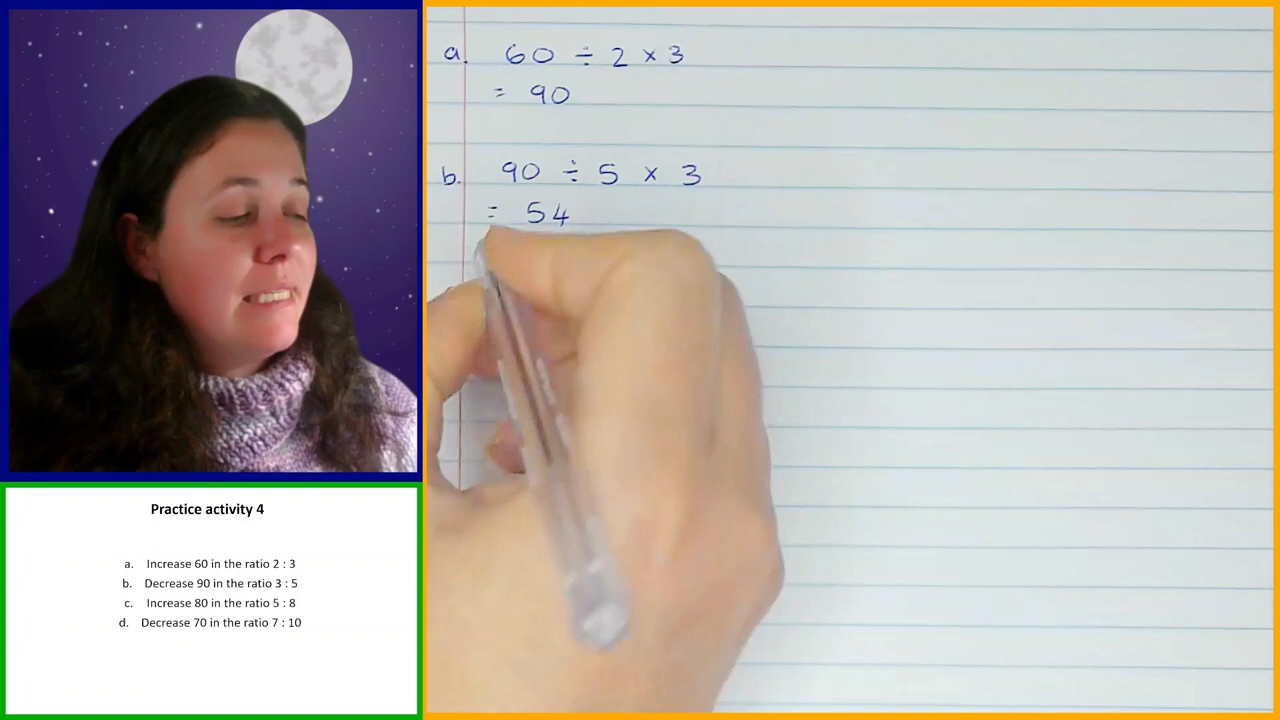 a. 60 ÷ 2 × 3
= 90
b. 90 ÷ 5 × 3
= 54
Practice activity 4
a. Increase 60 in the ratio 2 : 3
b. Decrease 90 in the ratio 3 : 5
c. Increase 80 in the ratio 5 : 8
d. Decrease 70 in the ratio 7 : 10